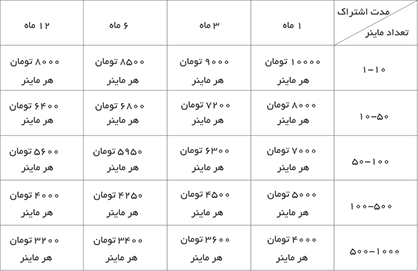 مدت اشتراک
تعداد ماینر
۱ ماه
۳ ماه
۶ ماه
۱۲ ماه
۱-۱۰
۱۰۰۰۰ تومان
هر ماینر
۹۰۰۰ تومان
هر ماینر
۸۵۰۰ تومان
هر ماینر
۸۰۰۰ تومان
هر ماینر
۱۰-۵۰
۸۰۰۰ تومان
هر ماینر
۷۲۰۰ تومان
هر ماینر
۶۸۰۰ تومان
هر ماینر
۶۴۰۰ تومان
هر ماینر
۵۰-۱۰۰
۷۰۰۰ تومان
هر ماینر
۶۳۰۰ تومان
هر ماینر
۵۹۵۰ تومان
هر ماینر
۵۶۰۰ تومان
هر ماینر
۱۰۰-۵۰۰
۵۰۰۰ تومان
هر ماینر
۴۵۰۰ تومان
هر ماینر
۴۲۵۰ تومان
هر ماینر
۴۰۰۰ تومان
هر ماینر
۵۰۰-۱۰۰۰
۴۰۰۰ تومان
هر ماینر
۳۶۰۰ تومان
هر ماینر
۳۴۰۰ تومان
هر ماینر
۳۲۰۰ تومان
هر ماینر